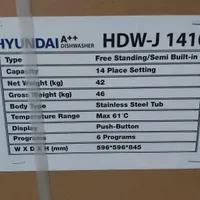 HYUNDAI A++ DISHWASHER HDW-J 1416
Type Free Standing/Semi Built-in
Capacity 14 Place Setting
Net Weight (kg) 42
Gross Weight (kg) 46
Body Type Stainless Steel Tub
Temperature Range Max 61°C
Display Push-Button
Programs 6 Programs
W X D X H (mm) 596*596*845